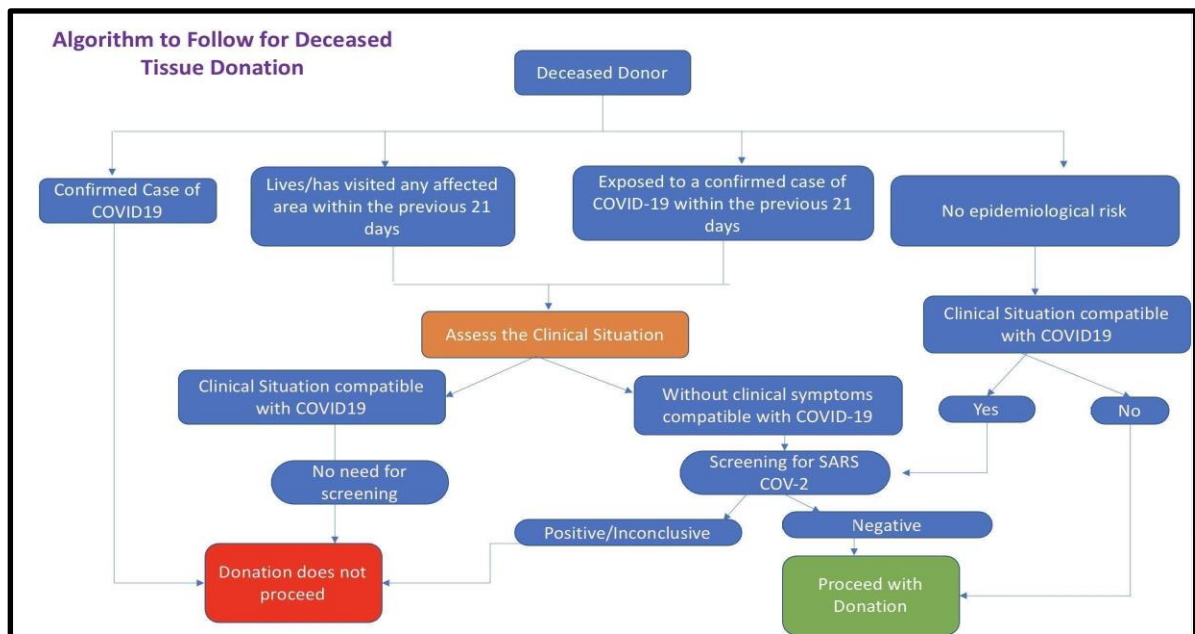 Algorithm to Follow for Deceased
Tissue Donation
Deceased Donor
Confirmed Case of
COVID19
Lives/has visited any affected
area within the previous 21
days
Exposed to a confirmed case of
COVID-19 within the previous 21
days
No epidemiological risk
Assess the Clinical Situation
Clinical Situation compatible
with COVID19
Clinical Situation compatible
with COVID19
Without clinical symptoms
compatible with COVID-19
Yes
No
No need for
screening
Screening for SARS
COV-2
Positive/Inconclusive
Negative
Donation does not
proceed
Proceed with
Donation